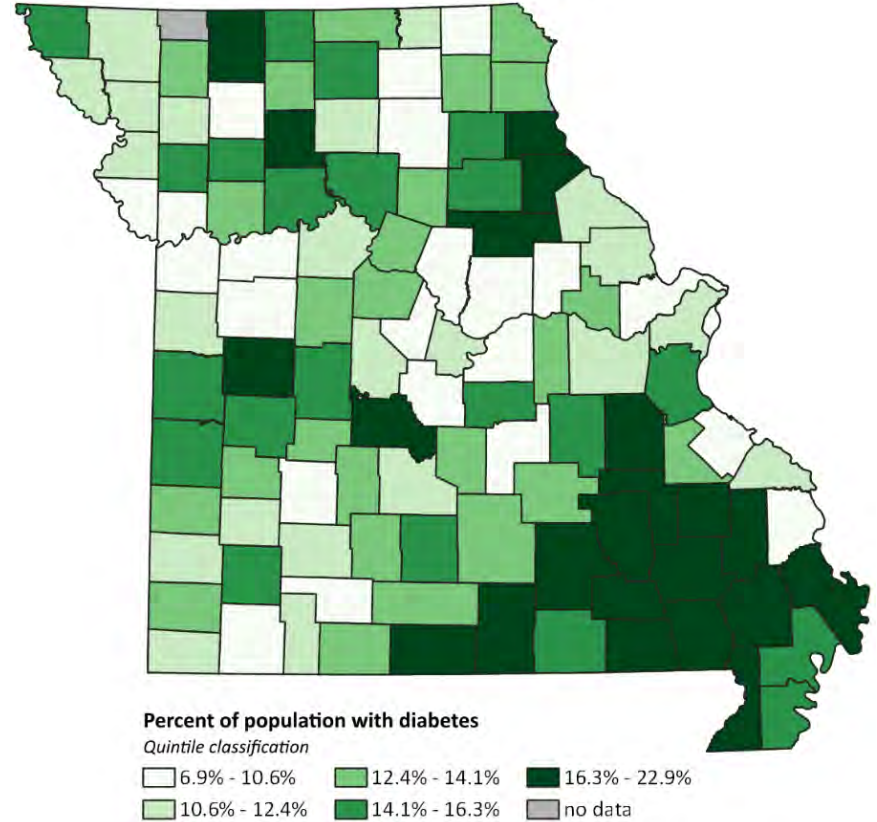 Percent of population with diabetes
Quintile classification
6.9% - 10.6%
12.4% - 14.1%
16.3% - 22.9%
10.6% - 12.4%
14.1% - 16.3%
no data